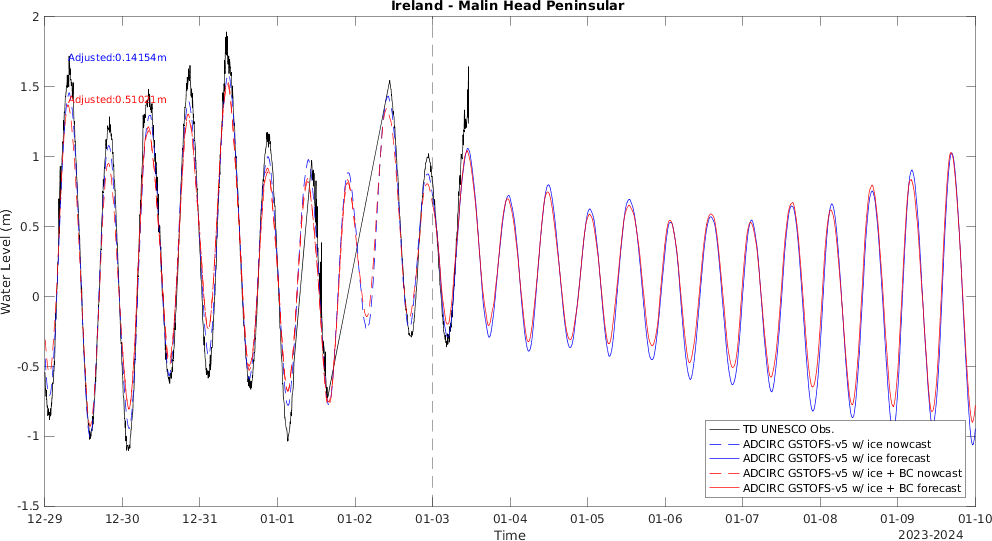 Ireland - Malin Head Peninsular
2
1.5
1
0.5
0
-0.5
-1
-1.5
Water Level (m)
Adjusted:0.14154m
Adjusted:0.51021m
TD UNESCO Obs.
ADCIRC GSTOFS-v5 w/ ice nowcast
ADCIRC GSTOFS-v5 w/ ice forecast
ADCIRC GSTOFS-v5 w/ ice + BC nowcast
ADCIRC GSTOFS-v5 w/ ice + BC forecast
12-29 12-30 12-31 01-01 01-02 01-03 01-04 01-05 01-06 01-07 01-08 01-09 01-10
Time
2023-2024